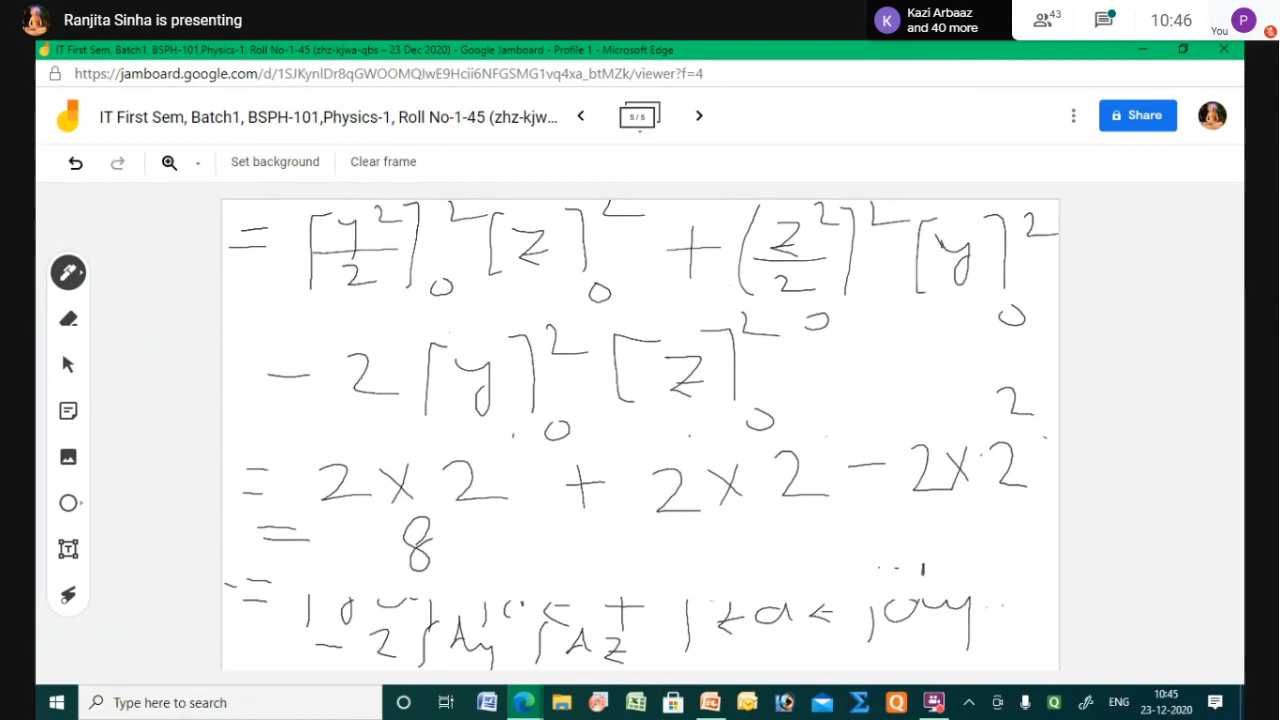 Ranjita Sinha is presenting
K
Kazi Arbaaz
and 40 more
43
10:46
You
P
IT First Sem, Batch1, BSPH-101,Physics-1, Roll No-1-45 (zhz-kjwa-qbs – 23 Dec 2020) - Google Jamboard - Profile 1 - Microsoft Edge
https://jamboard.google.com/d/1SJKynlDr8qGWOOMQIwE9Hcii6NFGSMG1vq4xa_btMZk/viewer?f=4
IT First Sem, Batch1, BSPH-101,Physics-1, Roll No-1-45 (zhz-kjw...
5 / 5
Share
Set background
Clear frame
= [y²/2]₀² [z]₀² + (z²/2)₀² [y]₀²
− 2 [y]₀² [z]₀²
2
= 2 × 2 + 2 × 2 − 2 × 2
= 8
=
− 2 ∫dy ∫dz
Type here to search
ENG
10:45
23-12-2020